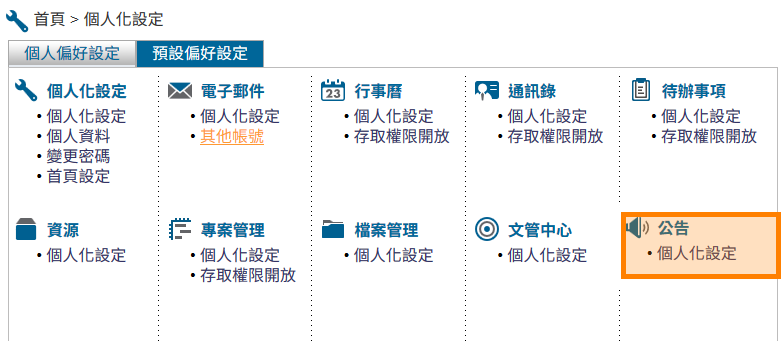 首頁 > 個人化設定
個人偏好設定
預設偏好設定
個人化設定
• 個人化設定
• 個人資料
• 變更密碼
• 首頁設定
電子郵件
• 個人化設定
• 其他帳號
23
行事曆
• 個人化設定
• 存取權限開放
通訊錄
• 個人化設定
• 存取權限開放
待辦事項
• 個人化設定
• 存取權限開放
資源
• 個人化設定
專案管理
• 個人化設定
• 存取權限開放
檔案管理
• 個人化設定
文管中心
• 個人化設定
公告
• 個人化設定